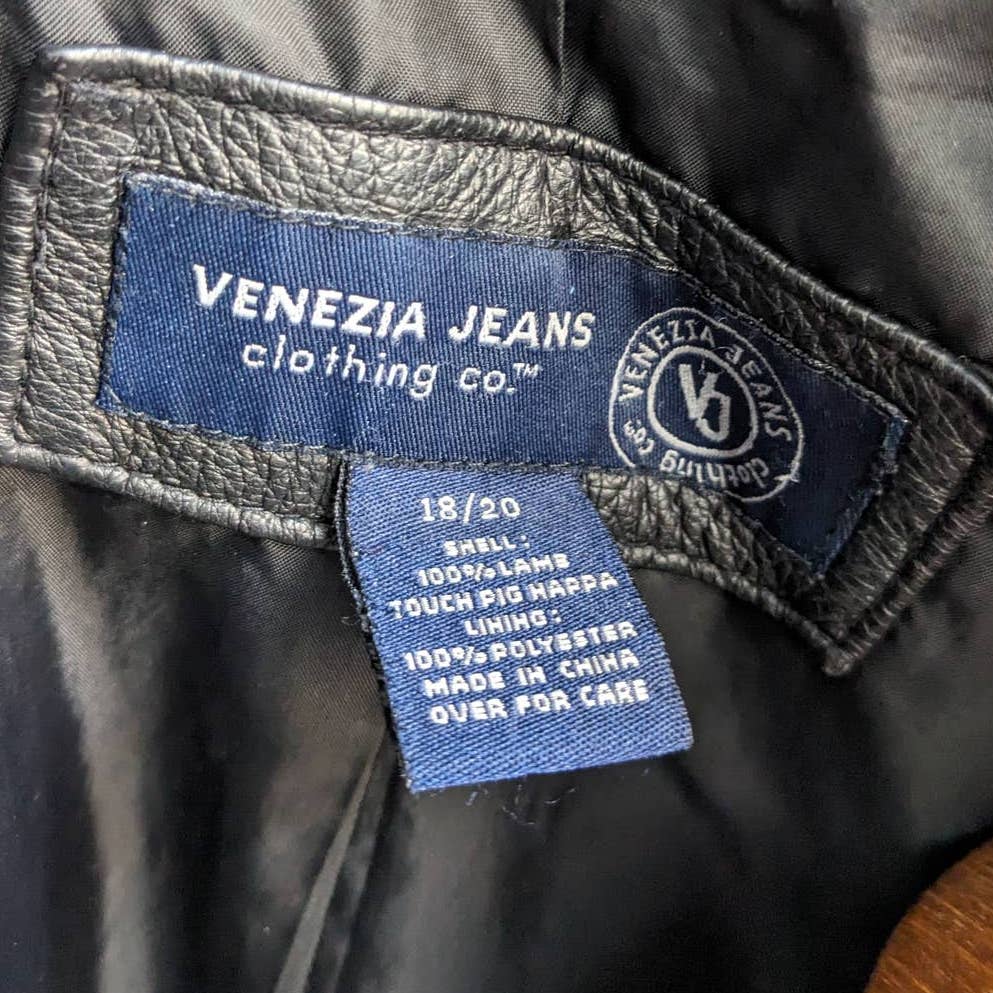 VENEZIA JEANS
clothing co.™
VENEZIA JEANS
clothing co.
VJ
18/20
SHELL:
100% LAMB
TOUCH PIG NAPPA
LINING:
100% POLYESTER
MADE IN CHINA
OVER FOR CARE